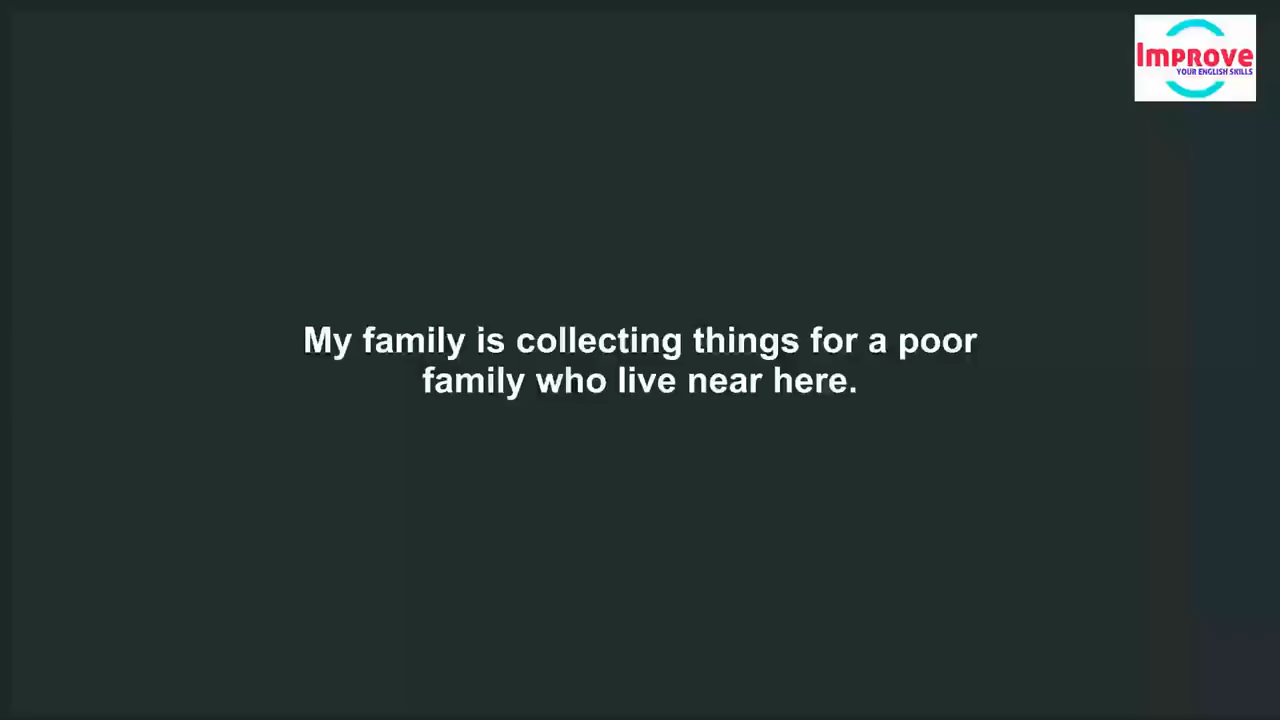 Improve
YOUR ENGLISH SKILLS
My family is collecting things for a poor
family who live near here.